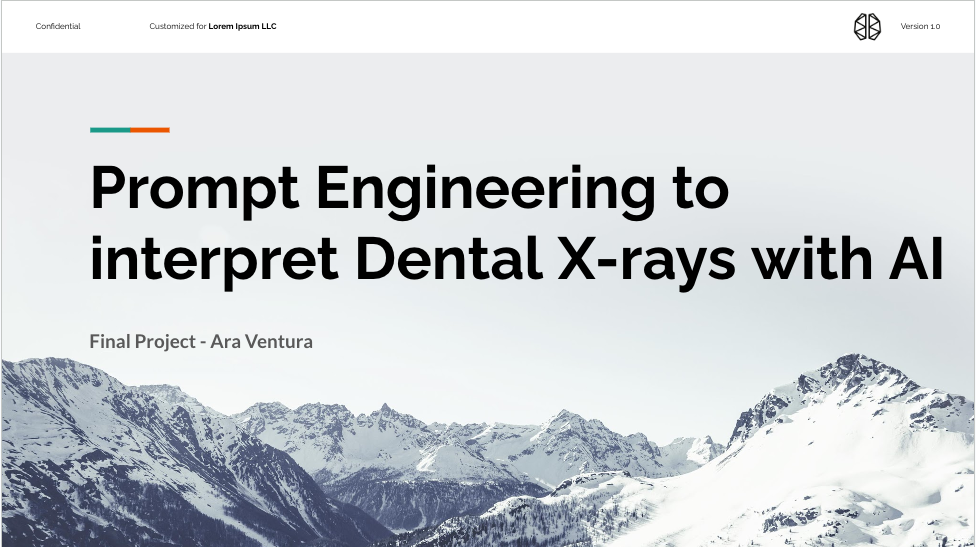 Confidential
Customized for Lorem Ipsum LLC
Version 1.0
Prompt Engineering to
interpret Dental X-rays with AI
Final Project - Ara Ventura